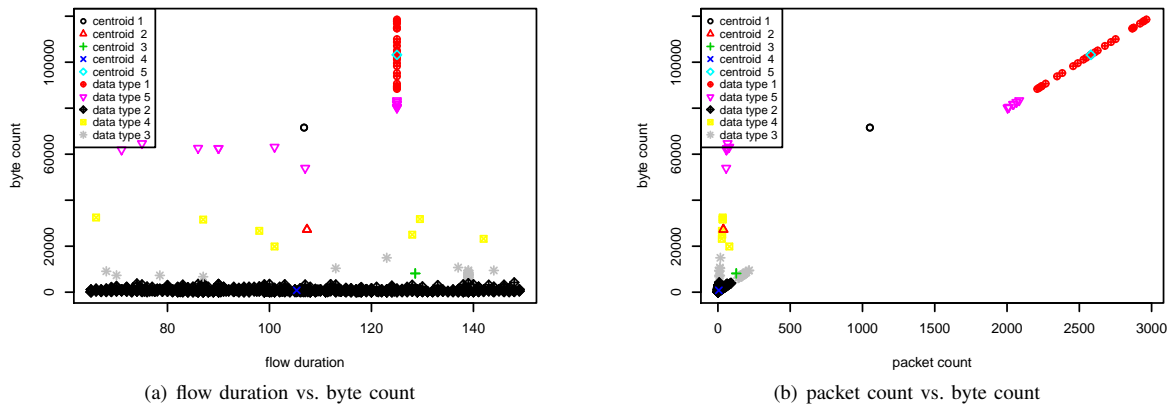 centroid 1
centroid 2
centroid 3
centroid 4
centroid 5
data type 1
data type 5
data type 2
data type 4
data type 3
100000
60000
20000
0
byte count
80
100
120
140
flow duration
(a) flow duration vs. byte count
centroid 1
centroid 2
centroid 3
centroid 4
centroid 5
data type 1
data type 5
data type 2
data type 4
data type 3
100000
60000
20000
0
byte count
0
500
1000
1500
2000
2500
3000
packet count
(b) packet count vs. byte count